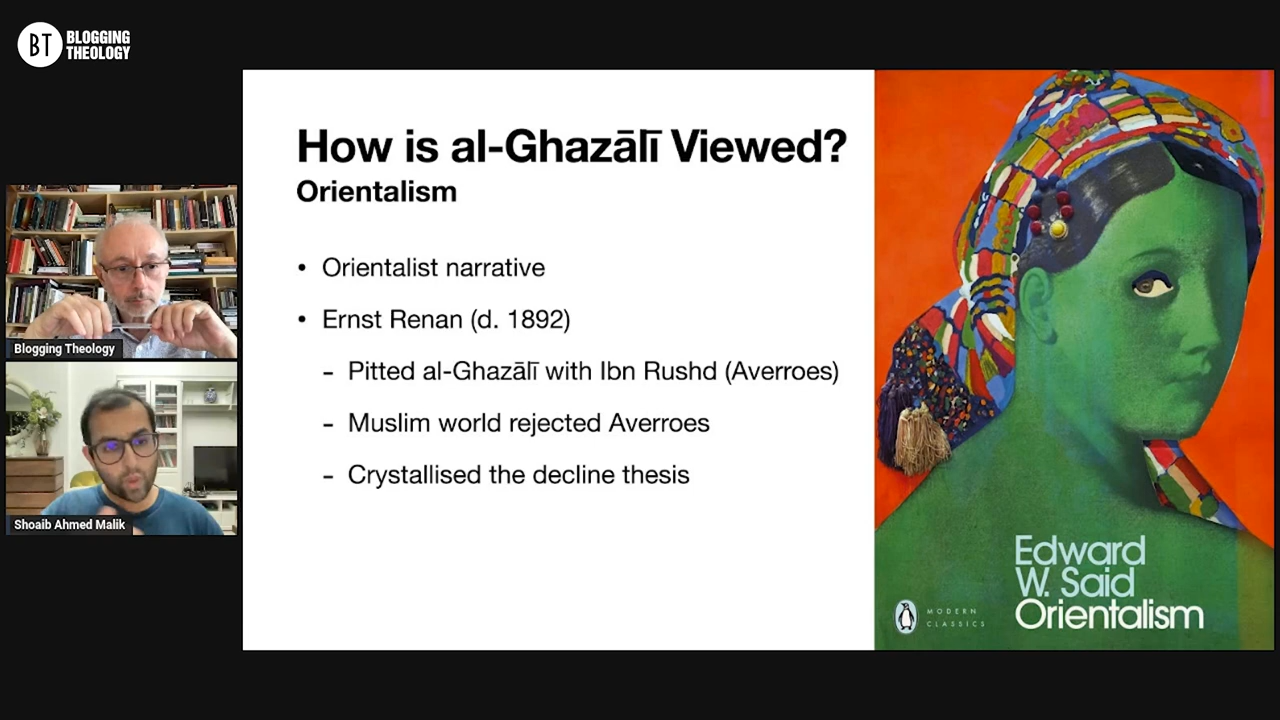 BT BLOGGING
THEOLOGY
How is al-Ghazālī Viewed?
Orientalism
• Orientalist narrative
• Ernst Renan (d. 1892)
- Pitted al-Ghazālī with Ibn Rushd (Averroes)
- Muslim world rejected Averroes
- Crystallised the decline thesis
Blogging Theology
Shoaib Ahmed Malik
Edward
W. Said
Orientalism
MODERN
CLASSICS